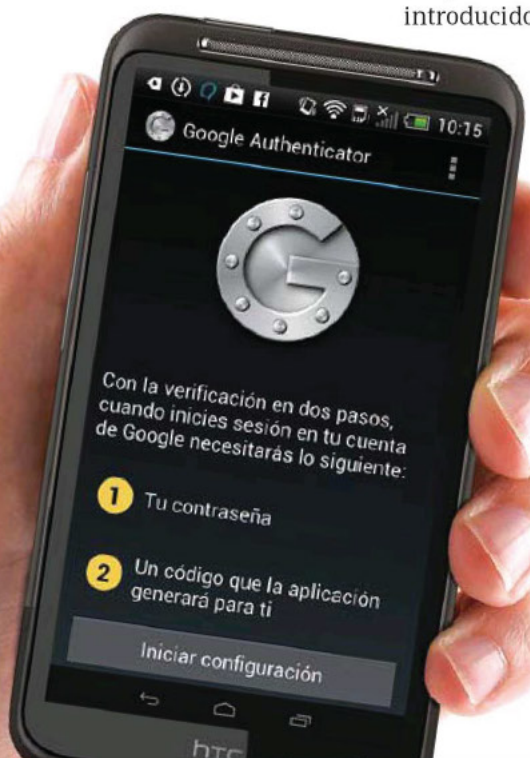 introducido
10:15
Google Authenticator
Con la verificación en dos pasos,
cuando inicies sesión en tu cuenta
de Google necesitarás lo siguiente:
1 Tu contraseña
2 Un código que la aplicación
generará para ti
Iniciar configuración
hTC